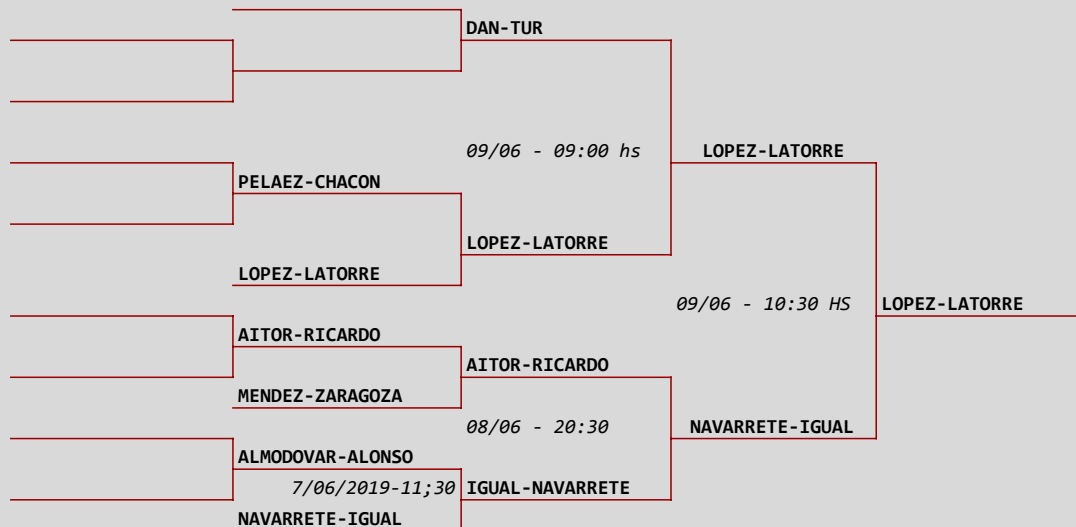 DAN-TUR
09/06 - 09:00 hs
LOPEZ-LATORRE
PELAEZ-CHACON
LOPEZ-LATORRE
LOPEZ-LATORRE
09/06 - 10:30 HS
LOPEZ-LATORRE
AITOR-RICARDO
AITOR-RICARDO
MENDEZ-ZARAGOZA
08/06 - 20:30
NAVARRETE-IGUAL
ALMODOVAR-ALONSO
7/06/2019-11;30
IGUAL-NAVARRETE
NAVARRETE-IGUAL